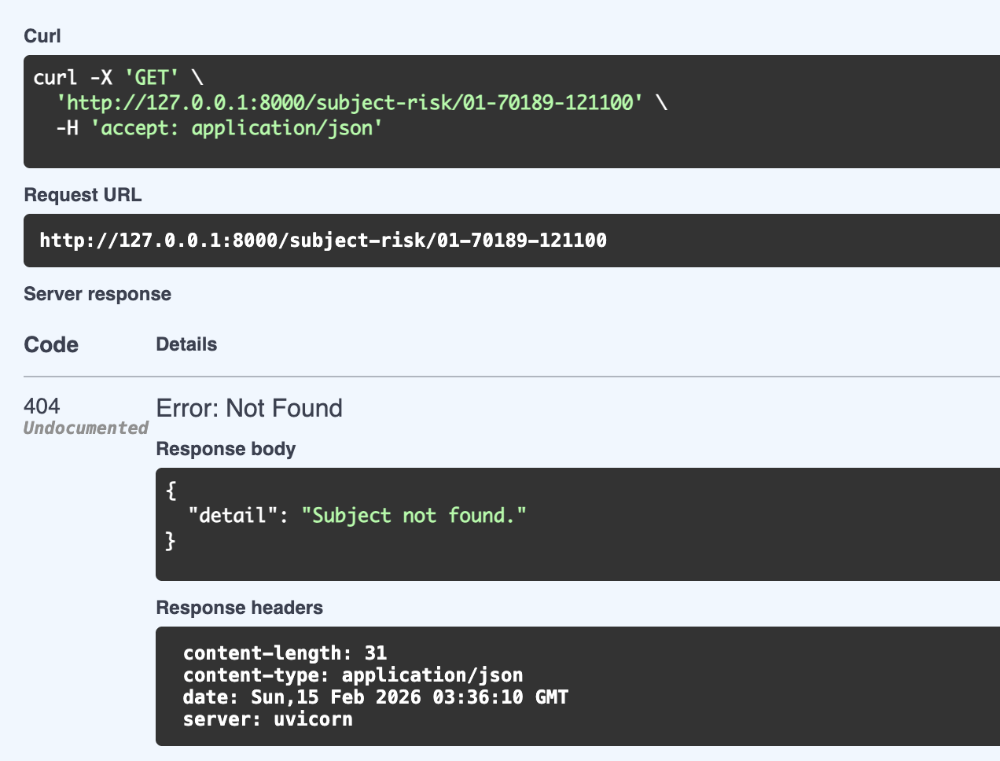 Curl
curl -X 'GET' \
  'http://127.0.0.1:8000/subject-risk/01-70189-121100' \
  -H 'accept: application/json'
Request URL
http://127.0.0.1:8000/subject-risk/01-70189-121100
Server response
Code Details
404 Error: Not Found
Undocumented
Response body
{
  "detail": "Subject not found."
}
Response headers
content-length: 31
content-type: application/json
date: Sun,15 Feb 2026 03:36:10 GMT
server: uvicorn